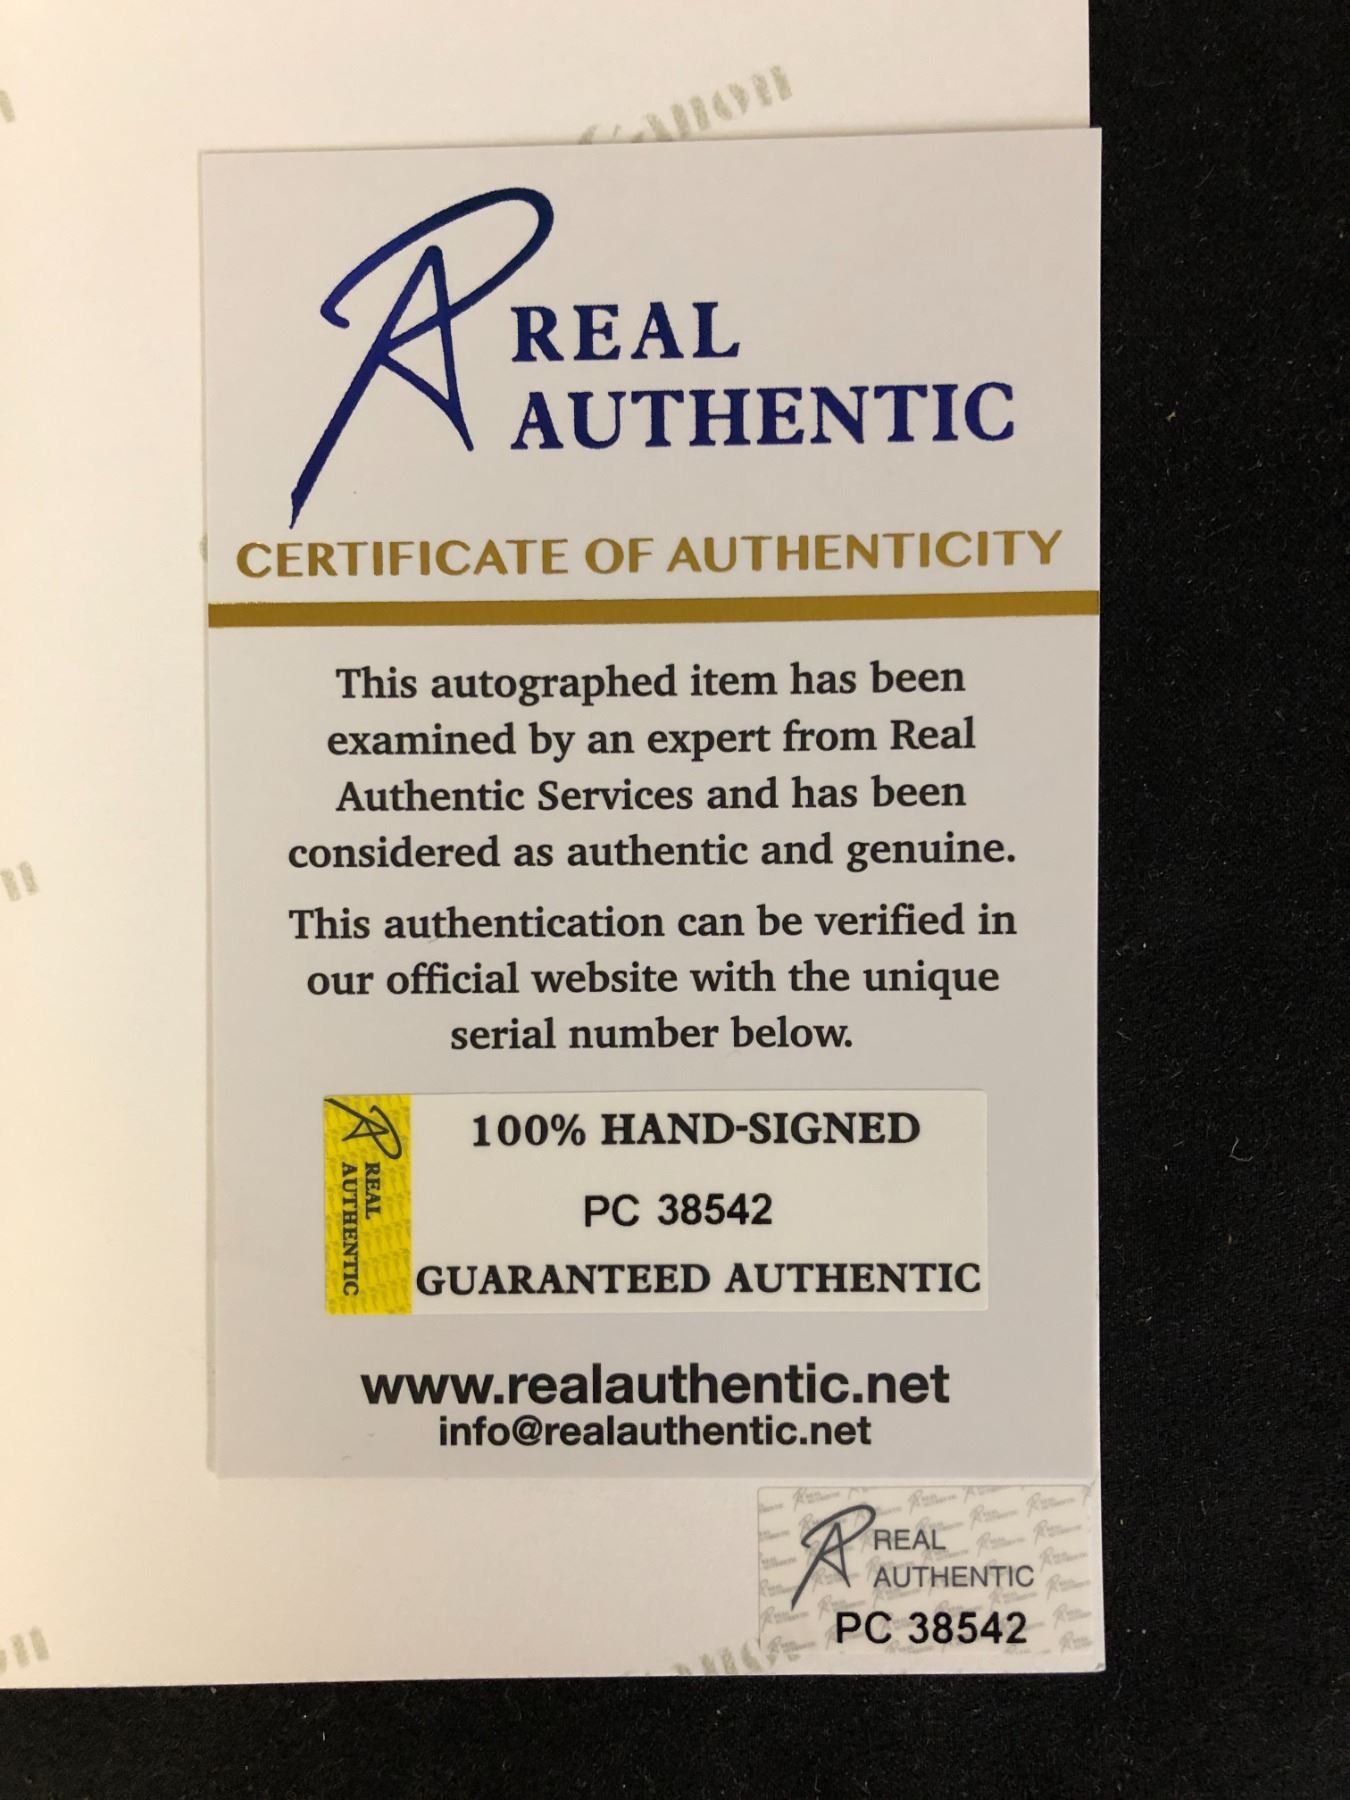 Canon
REAL
AUTHENTIC
CERTIFICATE OF AUTHENTICITY
This autographed item has been
examined by an expert from Real
Authentic Services and has been
considered as authentic and genuine.
This authentication can be verified in
our official website with the unique
serial number below.
REAL
AUTHENTIC
100% HAND-SIGNED
PC 38542
GUARANTEED AUTHENTIC
www.realauthentic.net
info@realauthentic.net
REAL
AUTHENTIC
PC 38542